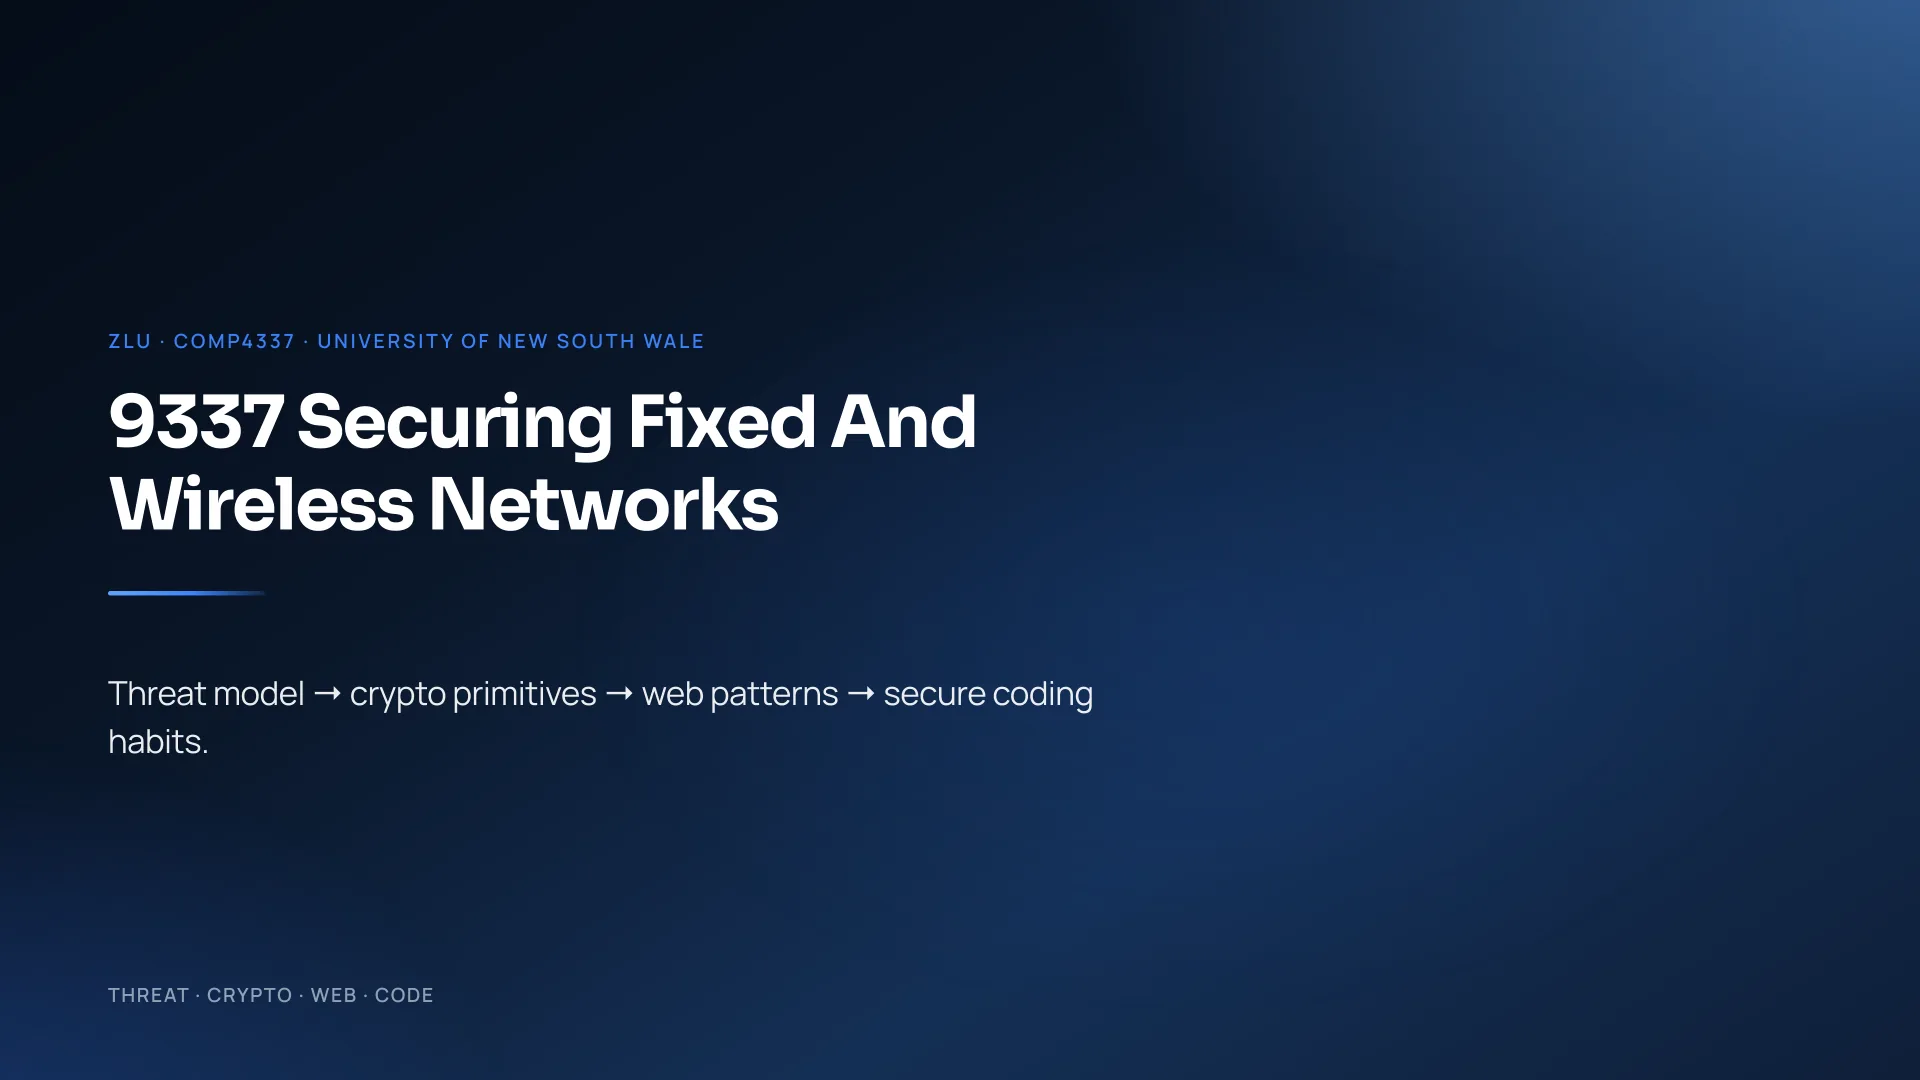 ZLU · COMP4337 · UNIVERSITY OF NEW SOUTH WALE
9337 Securing Fixed And
Wireless Networks
Threat model → crypto primitives → web patterns → secure coding
habits.
THREAT · CRYPTO · WEB · CODE